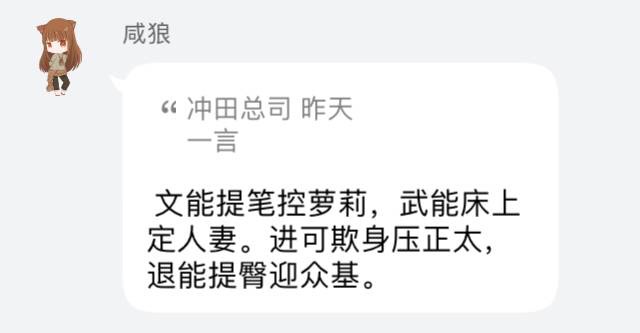 咸狼
“ 冲田总司 昨天
一言
文能提笔控萝莉，武能床上
定人妻。进可欺身压正太，
退能提臀迎众基。